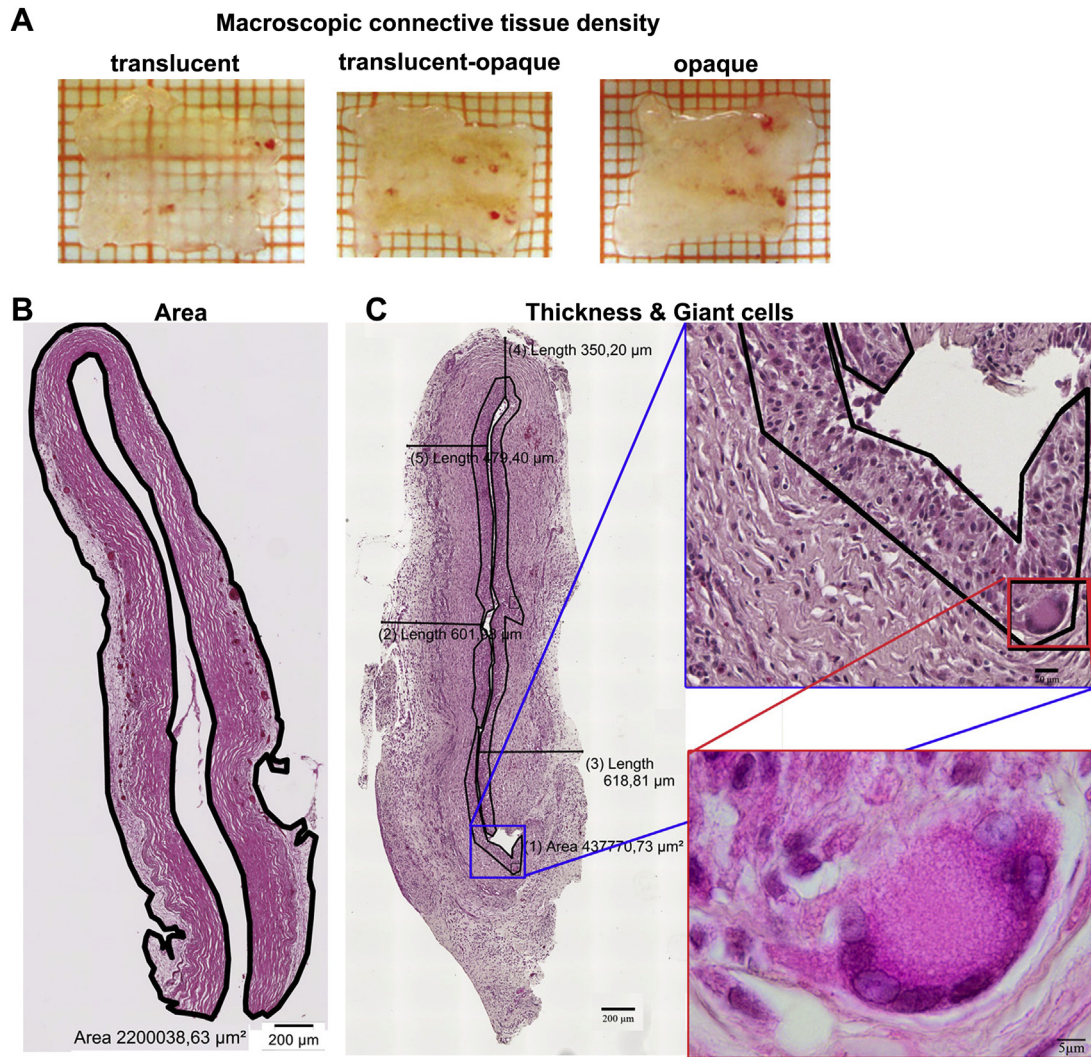 A
Macroscopic connective tissue density
translucent
translucent-opaque
opaque
B
Area
Area 2200038,63 µm²
200 µm
C
Thickness & Giant cells
(4) Length 350,20 µm
(5) Length 479,40 µm
(2) Length 601,98 µm
(3) Length
618,81 µm
(1) Area 437770,73 µm²
200 µm
20 µm
5µm